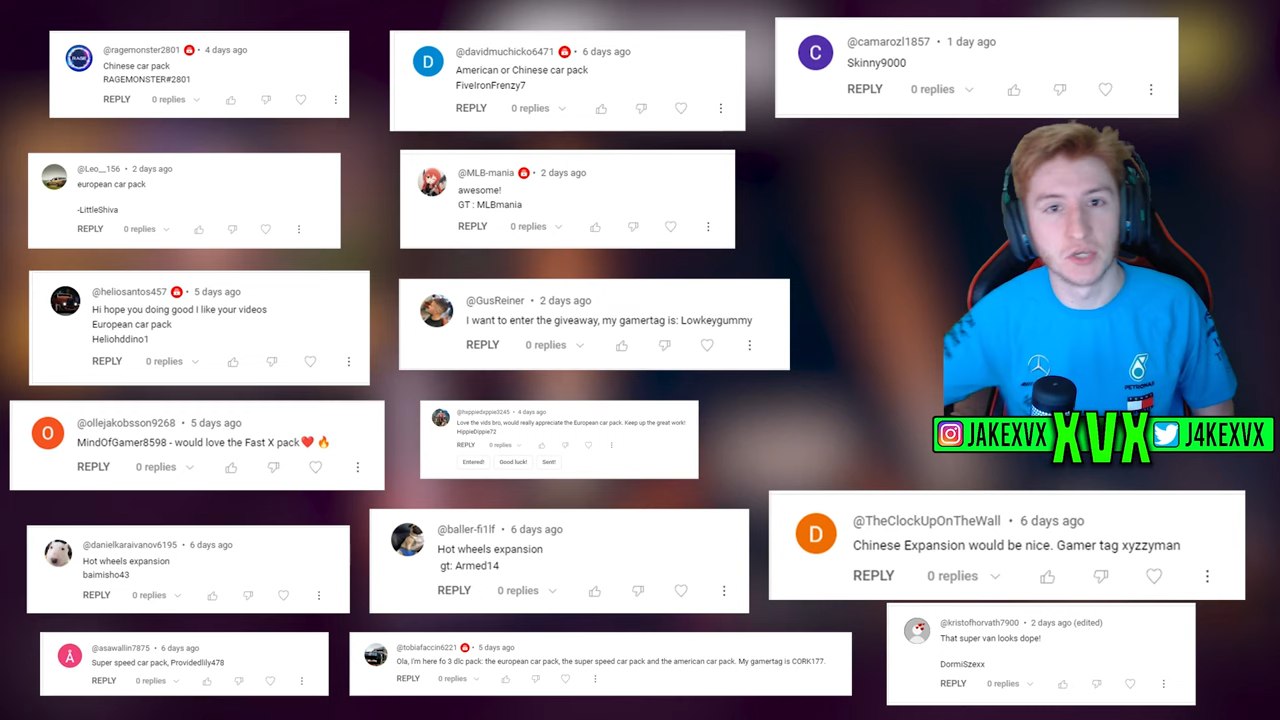 @ragemonster2801 • 4 days ago
Chinese car pack
RAGEMONSTER#2801
REPLY 0 replies
@Leo__156 • 2 days ago
european car pack
-LittleShiva
REPLY 0 replies
@heliosantos457 • 5 days ago
Hi hope you doing good I like your videos
European car pack
Heliohddino1
REPLY 0 replies
O
@ollejakobsson9268 • 5 days ago
MindOfGamer8598 - would love the Fast X pack❤️ 🔥
REPLY 0 replies
@danielkaraivanov6195 • 6 days ago
Hot wheels expansion
baimisho43
REPLY 0 replies
Å
@asawallin7875 • 6 days ago
Super speed car pack, Providedlily478
REPLY 0 replies
D
@davidmuchicko6471 • 6 days ago
American or Chinese car pack
FiveIronFrenzy7
REPLY 0 replies
@MLB-mania • 2 days ago
awesome!
GT : MLBmania
REPLY 0 replies
@GusReiner • 2 days ago
I want to enter the giveaway, my gamertag is: Lowkeygummy
REPLY 0 replies
@hxppiedxppie3245 • 4 days ago
Love the vids bro, would really appreciate the European car pack. Keep up the great work!
HippieDippie72
REPLY 0 replies
Entered! Good luck! Sent!
@baller-fi1lf • 6 days ago
Hot wheels expansion
gt: Armed14
REPLY 0 replies
@tobiafaccin6221 • 5 days ago
Ola, i'm here fo 3 dlc pack: the european car pack, the super speed car pack and the american car pack. My gamertag is CORK177.
REPLY 0 replies
C
@camarozl1857 • 1 day ago
Skinny9000
REPLY 0 replies
PETRONAS
JAKEXVX XVX J4KEXVX
D
@TheClockUpOnTheWall • 6 days ago
Chinese Expansion would be nice. Gamer tag xyzzyman
REPLY 0 replies
@kristofhorvath7900 • 2 days ago (edited)
That super van looks dope!
DormiSzexx
REPLY 0 replies